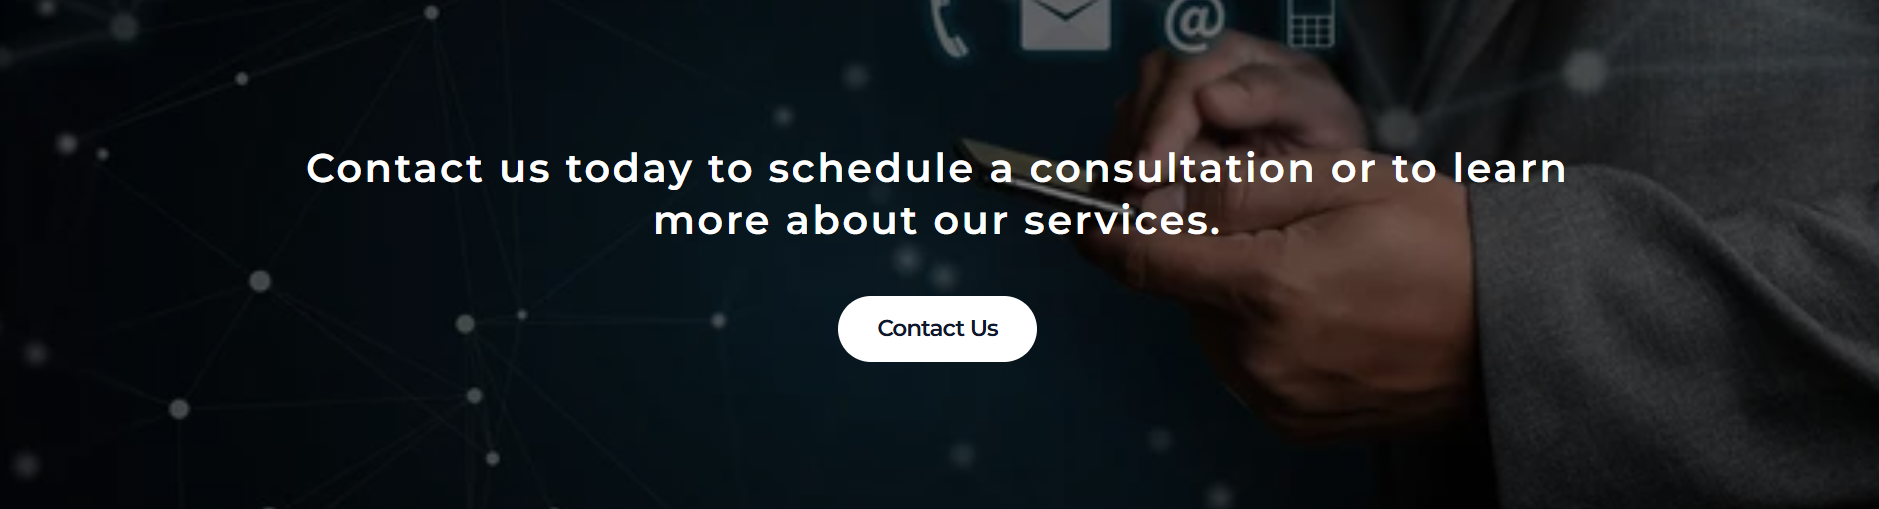 Contact us today to schedule a consultation or to learn
more about our services.
Contact Us